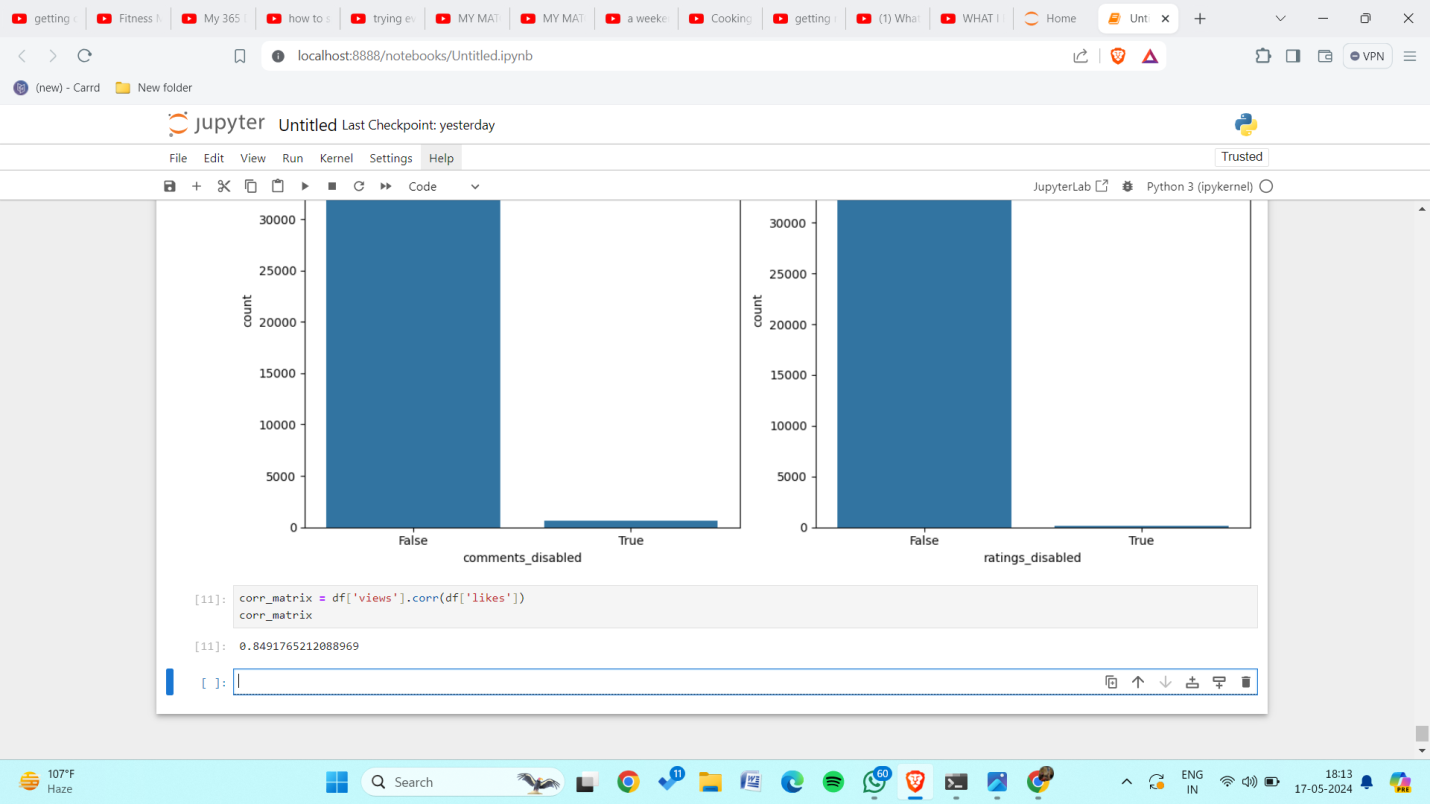 getting
Fitness
My 365
how to s
trying ev
MY MAT
MY MAT
a weeke
Cooking
getting
(1) What
WHAT I
Home
Unt
localhost:8888/notebooks/Untitled.ipynb
VPN
(new) - Carrd
New folder
jupyter
Untitled Last Checkpoint: yesterday
File Edit View Run Kernel Settings Help
Trusted
Code
JupyterLab
Python 3 (ipykernel)
30000
25000
20000
15000
10000
5000
0
count
False True
comments_disabled
30000
25000
20000
15000
10000
5000
0
count
False True
ratings_disabled
[11]: corr_matrix = df['views'].corr(df['likes'])
corr_matrix
[11]: 0.8491765212088969
[ ]:
107°F
Haze
Search
11
60
ENG
IN
18:13
17-05-2024
PRE